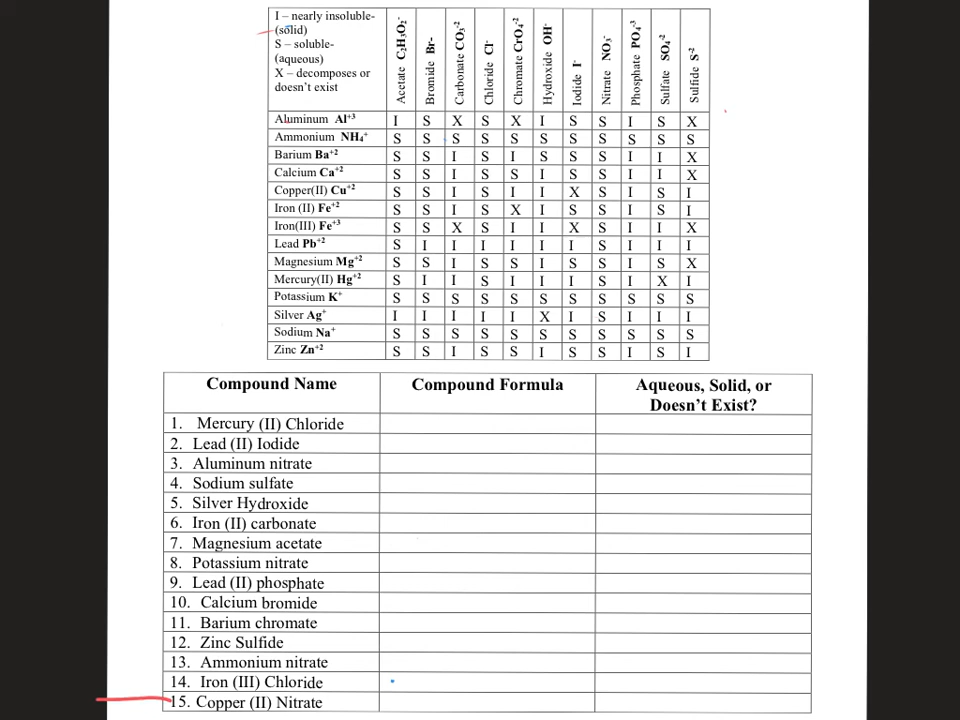 I – nearly insoluble-
(solid)
S – soluble-
(aqueous)
X – decomposes or
doesn't exist
Acetate C₂H₃O₂⁻
Bromide Br-
Carbonate CO₃⁻²
Chloride Cl⁻
Chromate CrO₄⁻²
Hydroxide OH⁻
Iodide I⁻
Nitrate NO₃⁻
Phosphate PO₄⁻³
Sulfate SO₄⁻²
Sulfide S⁻²
Aluminum Al⁺³ I S X S X I S S I S X
Ammonium NH₄⁺ S S S S S S S S S S S
Barium Ba⁺² S S I S I S S S I I X
Calcium Ca⁺² S S I S S I S S I I X
Copper(II) Cu⁺² S S I S I I X S I S I
Iron (II) Fe⁺² S S I S X I S S I S I
Iron(III) Fe⁺³ S S X S I I X S I I X
Lead Pb⁺² S I I I I I I S I I I
Magnesium Mg⁺² S S I S S I S S I S X
Mercury(II) Hg⁺² S I I S I I I S I X I
Potassium K⁺ S S S S S S S S S S S
Silver Ag⁺ I I I I I X I S I I I
Sodium Na⁺ S S S S S S S S S S S
Zinc Zn⁺² S S I S S I S S I S I
Compound Name Compound Formula Aqueous, Solid, or
Doesn't Exist?
1. Mercury (II) Chloride
2. Lead (II) Iodide
3. Aluminum nitrate
4. Sodium sulfate
5. Silver Hydroxide
6. Iron (II) carbonate
7. Magnesium acetate
8. Potassium nitrate
9. Lead (II) phosphate
10. Calcium bromide
11. Barium chromate
12. Zinc Sulfide
13. Ammonium nitrate
14. Iron (III) Chloride
15. Copper (II) Nitrate